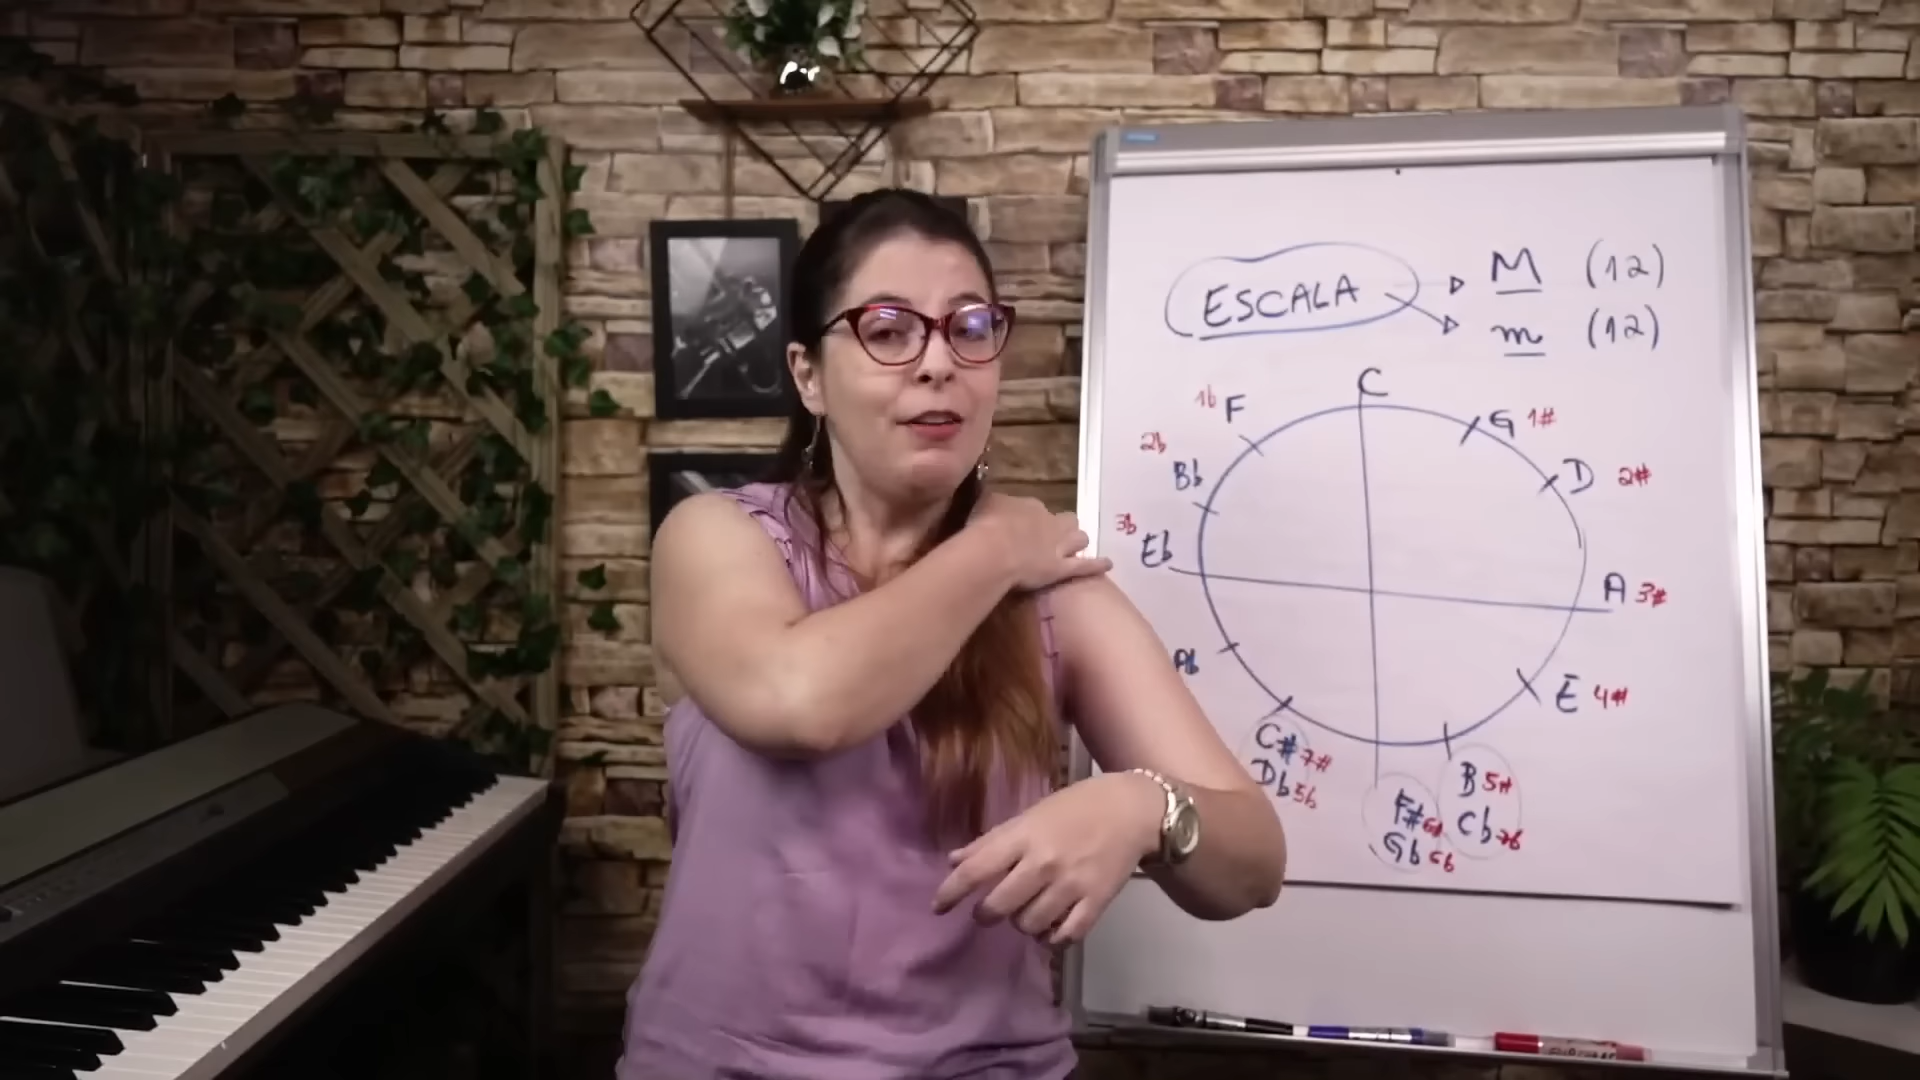 ESCALA M (12)
m (12)
C
1b F G 1#
2b Bb D 2#
3b Eb A 3#
Ab E 4#
C# 7# B 5#
Db 5b F# 6# Cb 7b
Gb 6b